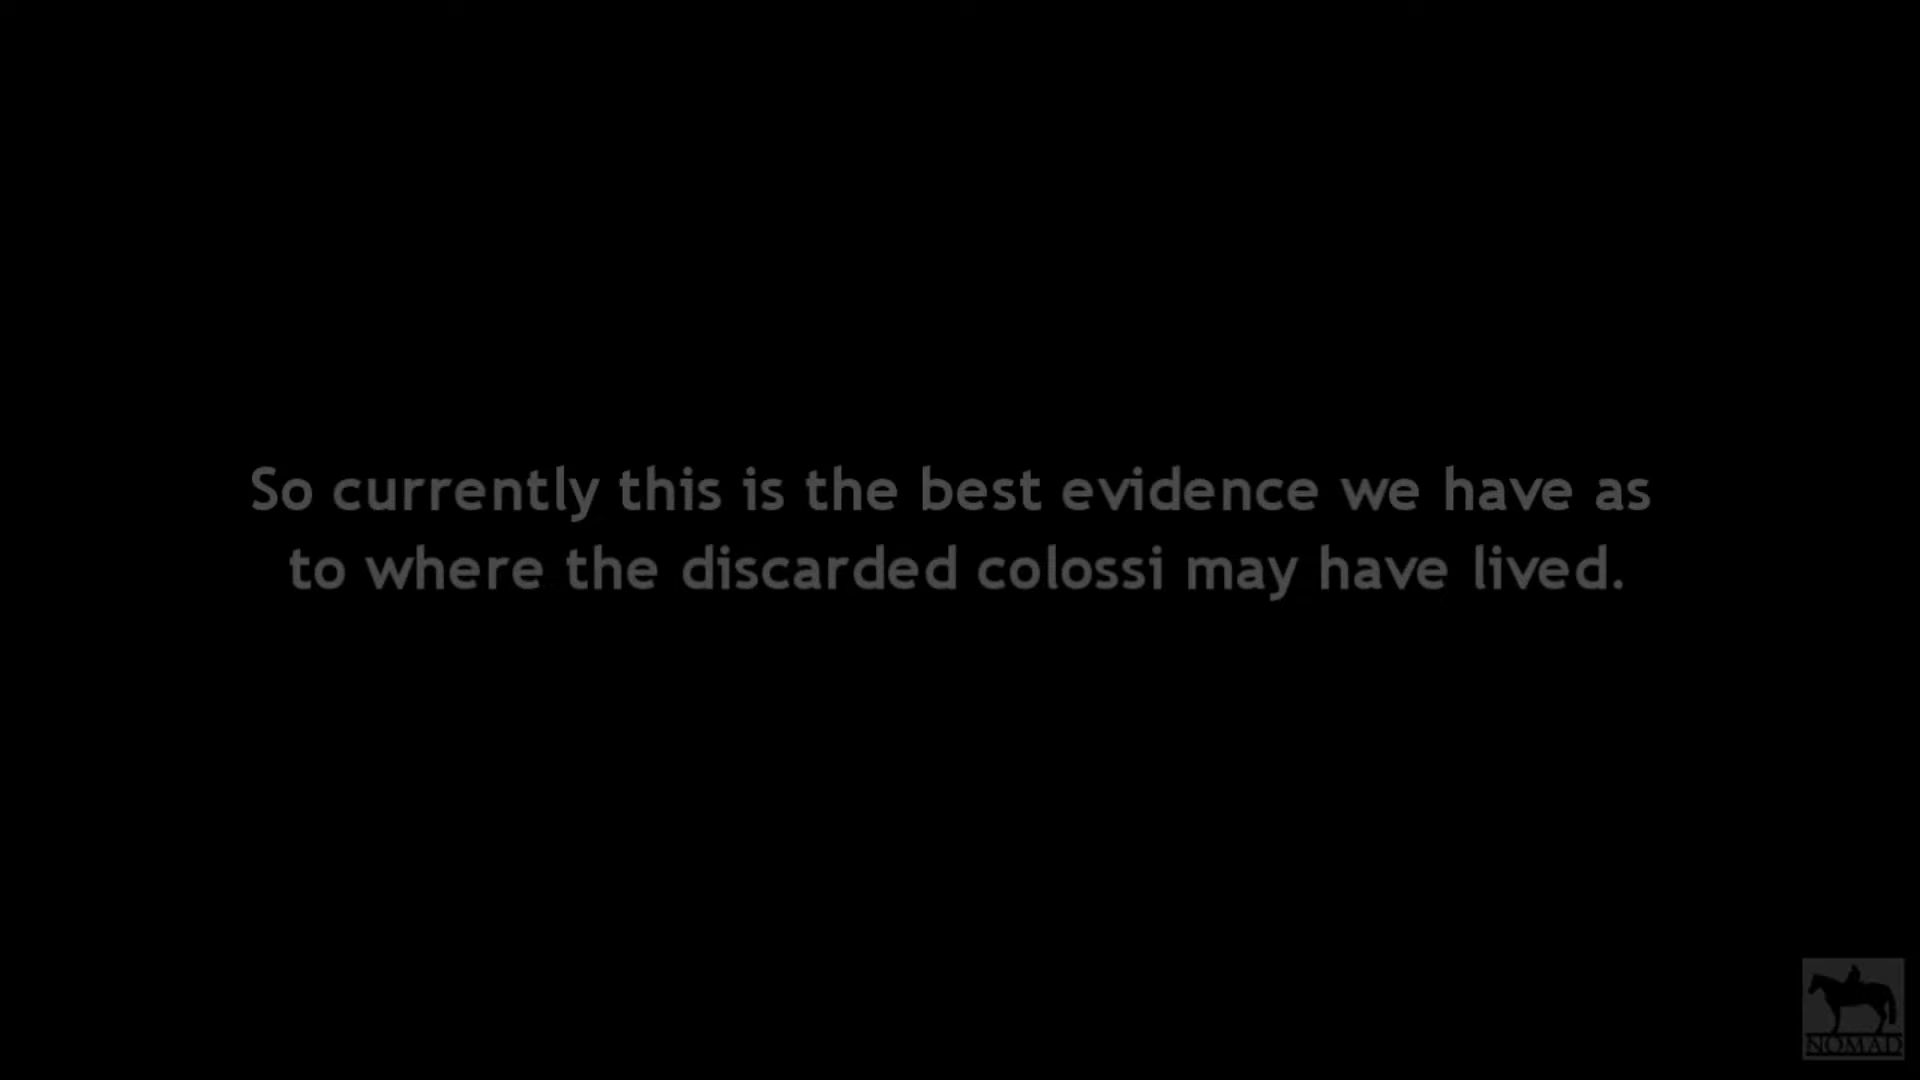 So currently this is the best evidence we have as
to where the discarded colossi may have lived.
NOMAD